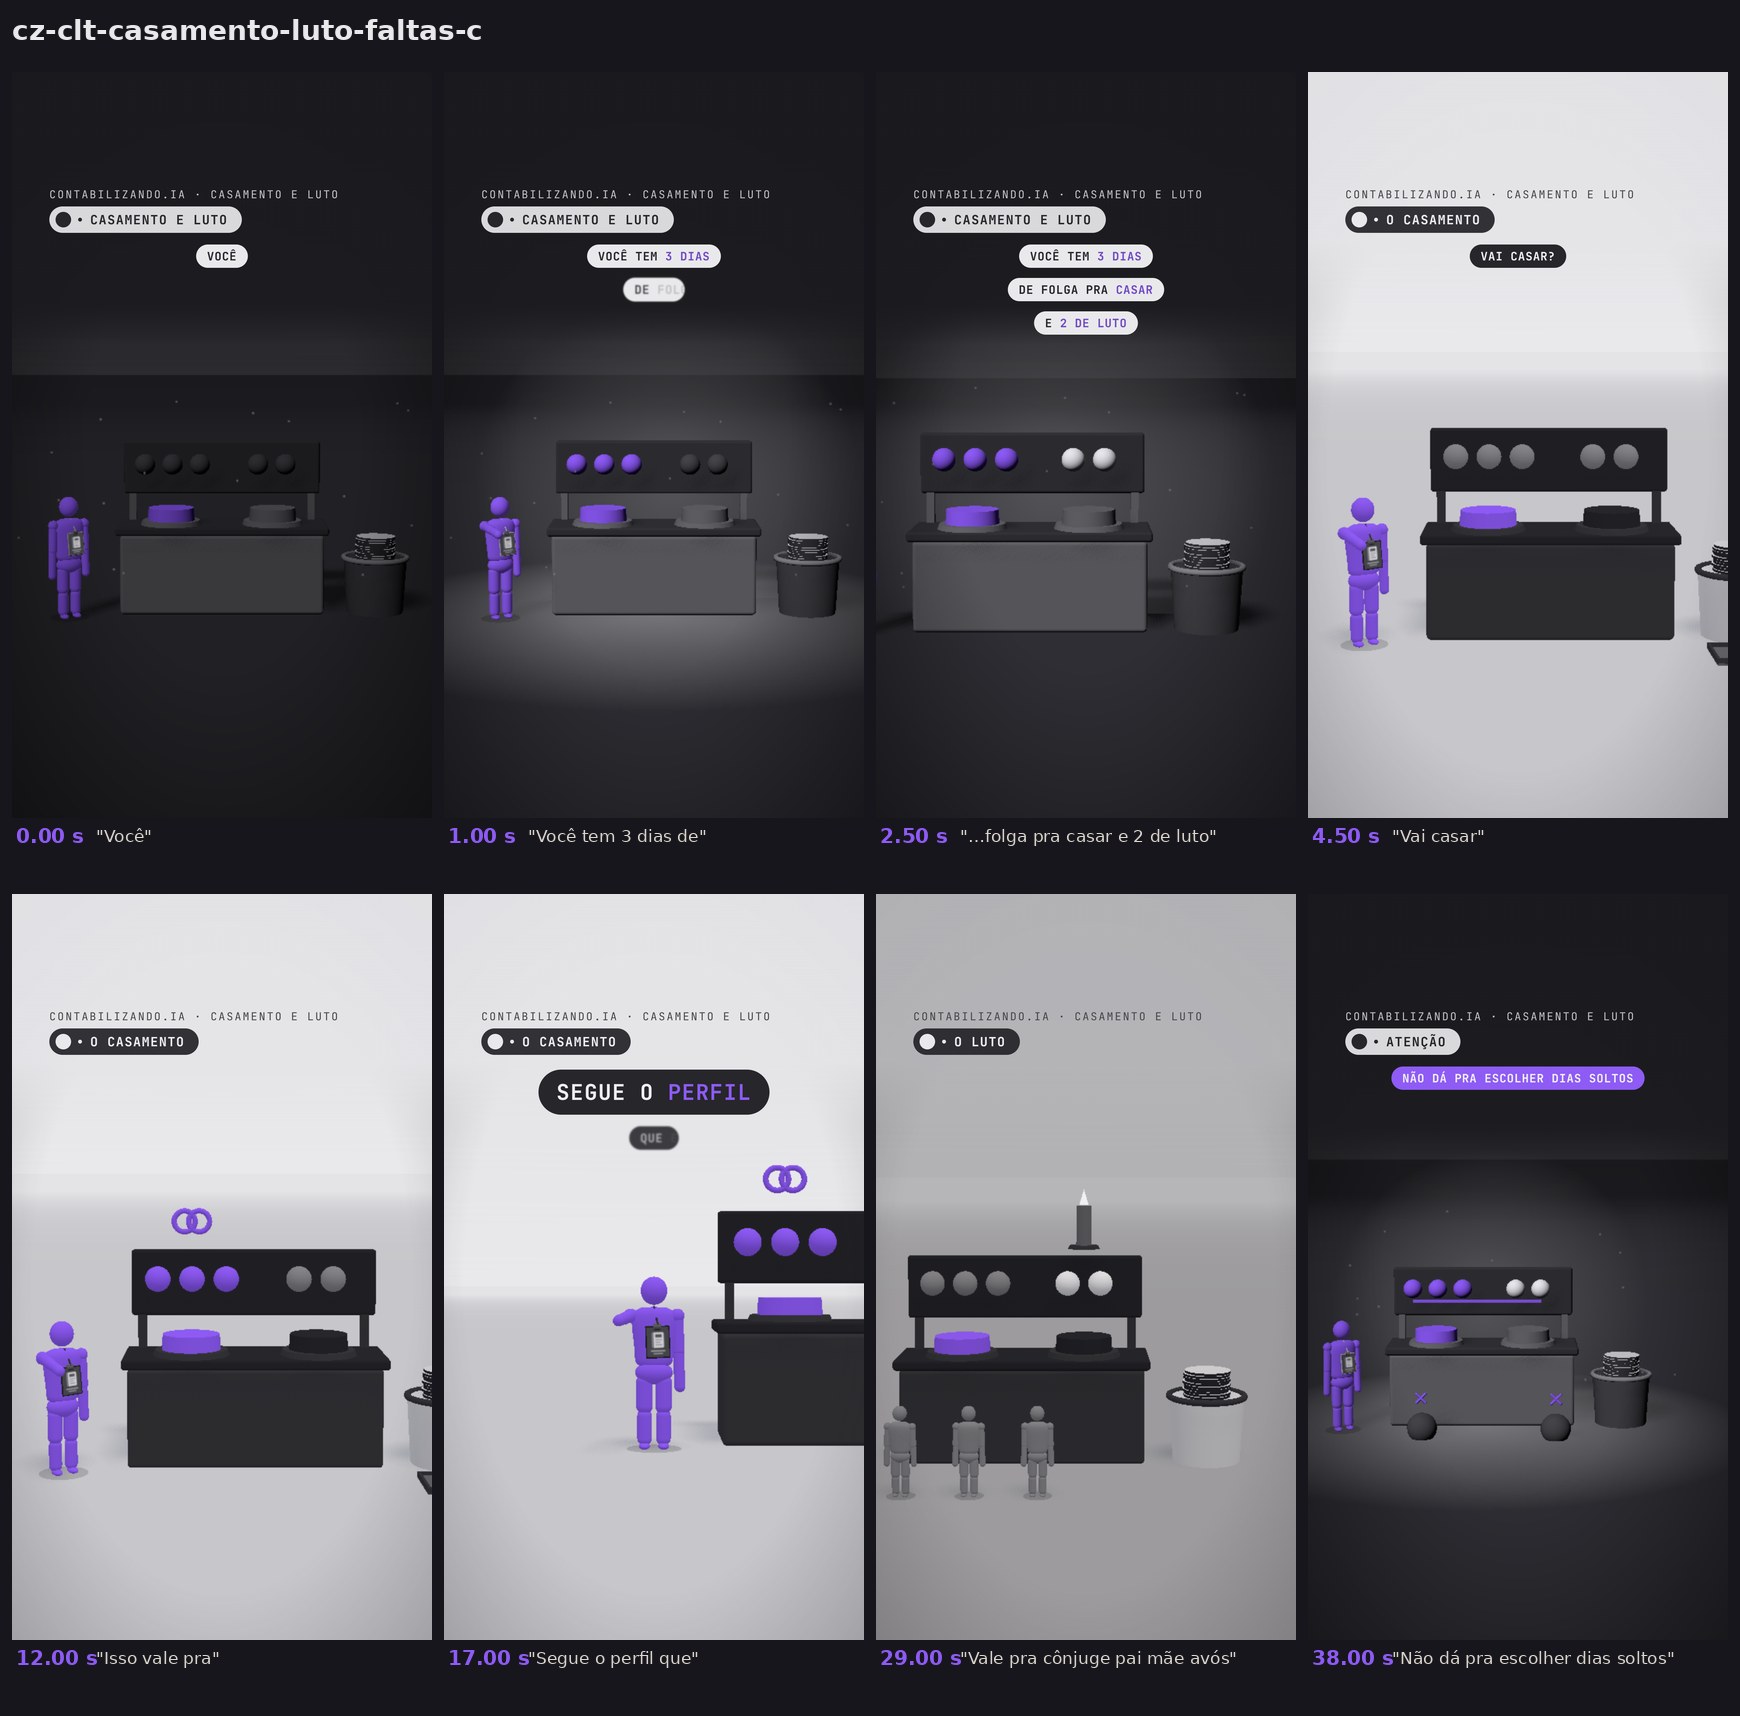 cz-clt-casamento-luto-faltas-c
CONTABILIZANDO.IA · CASAMENTO E LUTO
• CASAMENTO E LUTO
VOCÊ
0.00 s "Você"
CONTABILIZANDO.IA · CASAMENTO E LUTO
• CASAMENTO E LUTO
VOCÊ TEM 3 DIAS
DE FOL
1.00 s "Você tem 3 dias de"
CONTABILIZANDO.IA · CASAMENTO E LUTO
• CASAMENTO E LUTO
VOCÊ TEM 3 DIAS
DE FOLGA PRA CASAR
E 2 DE LUTO
2.50 s "...folga pra casar e 2 de luto"
CONTABILIZANDO.IA · CASAMENTO E LUTO
• O CASAMENTO
VAI CASAR?
4.50 s "Vai casar"
CONTABILIZANDO.IA · CASAMENTO E LUTO
• O CASAMENTO
12.00 s "Isso vale pra"
CONTABILIZANDO.IA · CASAMENTO E LUTO
• O CASAMENTO
SEGUE O PERFIL
QUE
17.00 s "Segue o perfil que"
CONTABILIZANDO.IA · CASAMENTO E LUTO
• O LUTO
29.00 s "Vale pra cônjuge pai mãe avós"
CONTABILIZANDO.IA · CASAMENTO E LUTO
• ATENÇÃO
NÃO DÁ PRA ESCOLHER DIAS SOLTOS
38.00 s "Não dá pra escolher dias soltos"